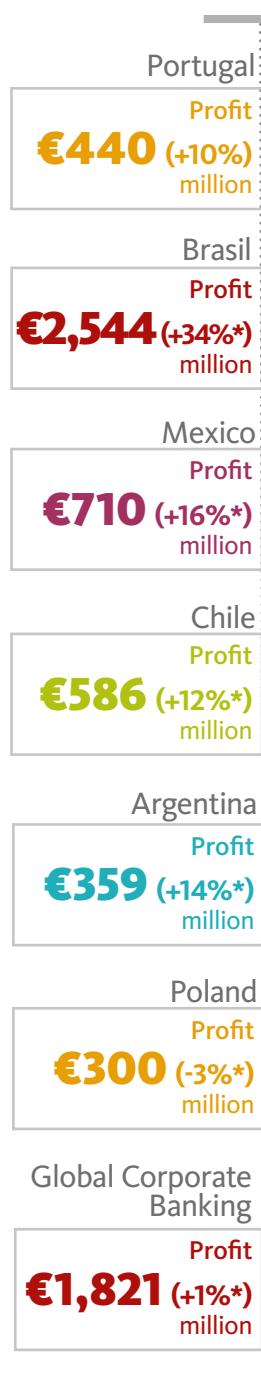 Portugal
Profit
€440 (+10%)
million
Brasil
Profit
€2,544 (+34%*)
million
Mexico
Profit
€710 (+16%*)
million
Chile
Profit
€586 (+12%*)
million
Argentina
Profit
€359 (+14%*)
million
Poland
Profit
€300 (-3%*)
million
Global Corporate
Banking
Profit
€1,821 (+1%*)
million